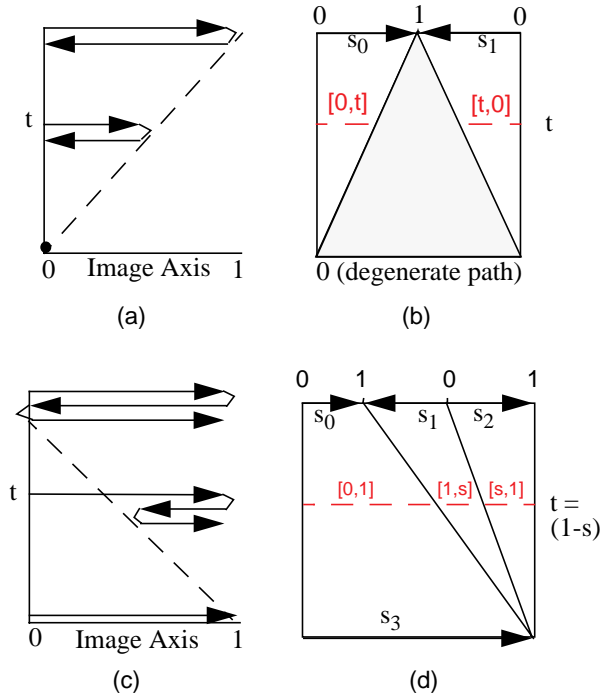 0 1 0
s0 s1
[0,t] [t,0]
t
t
0 Image Axis 1
0 (degenerate path)
(a)
(b)
0 1 0 1
s0 s1 s2
[0,1] [1,s] [s,1]
t
t =
(1-s)
s3
0 Image Axis 1
(c)
(d)